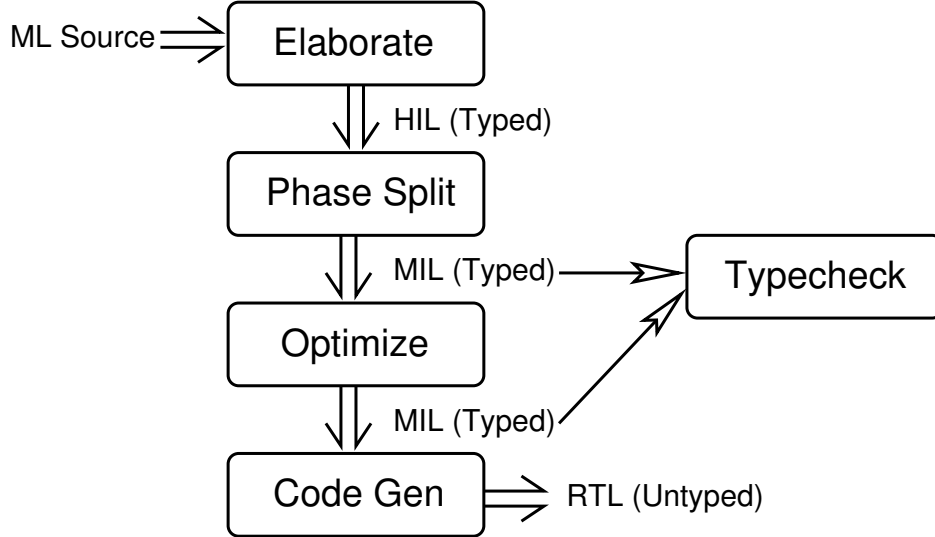 ML Source
Elaborate
HIL (Typed)
Phase Split
MIL (Typed)
Typecheck
Optimize
MIL (Typed)
Code Gen
RTL (Untyped)